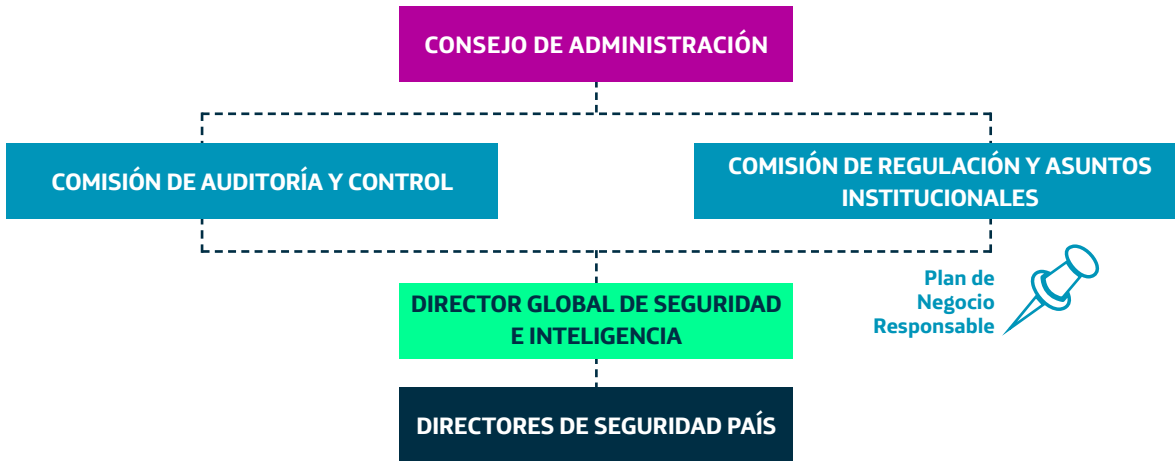 CONSEJO DE ADMINISTRACIÓN
COMISIÓN DE AUDITORÍA Y CONTROL
COMISIÓN DE REGULACIÓN Y ASUNTOS
INSTITUCIONALES
Plan de
Negocio
Responsable
DIRECTOR GLOBAL DE SEGURIDAD
E INTELIGENCIA
DIRECTORES DE SEGURIDAD PAÍS